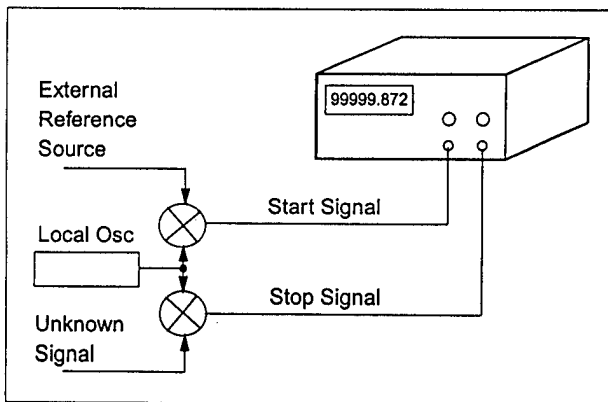 External
Reference
Source
99999.872
Start Signal
Local Osc
Stop Signal
Unknown
Signal